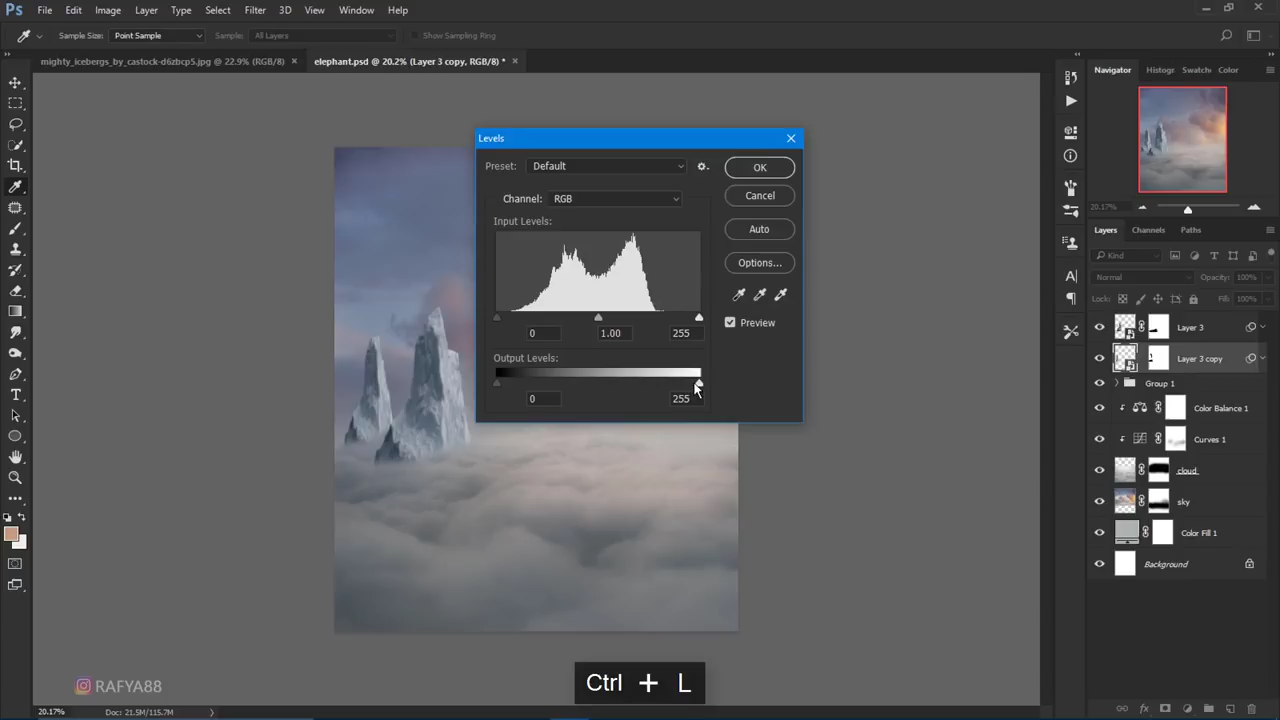 Ps File Edit Image Layer Type Select Filter 3D View Window Help
Sample Size: Point Sample Sample: All Layers Show Sampling Ring
mighty_icebergs_by_castock-d6zbcp5.jpg @ 22.9% (RGB/8) × elephant.psd @ 20.2% (Layer 3 copy, RGB/8) * ×
Navigator Histogr Swatch Color
Levels
Preset: Default
OK
Channel: RGB
Cancel
Input Levels:
Auto
Options...
Preview
0 1.00 255
Output Levels:
0 255
20.17%
Layers Channels Paths
Kind
Normal Opacity: 100%
Lock: Fill: 100%
Layer 3
Layer 3 copy
Group 1
Color Balance 1
Curves 1
cloud
sky
Color Fill 1
Background
RAFYA88
Ctrl + L
20.17% Doc: 21.5M/115.7M